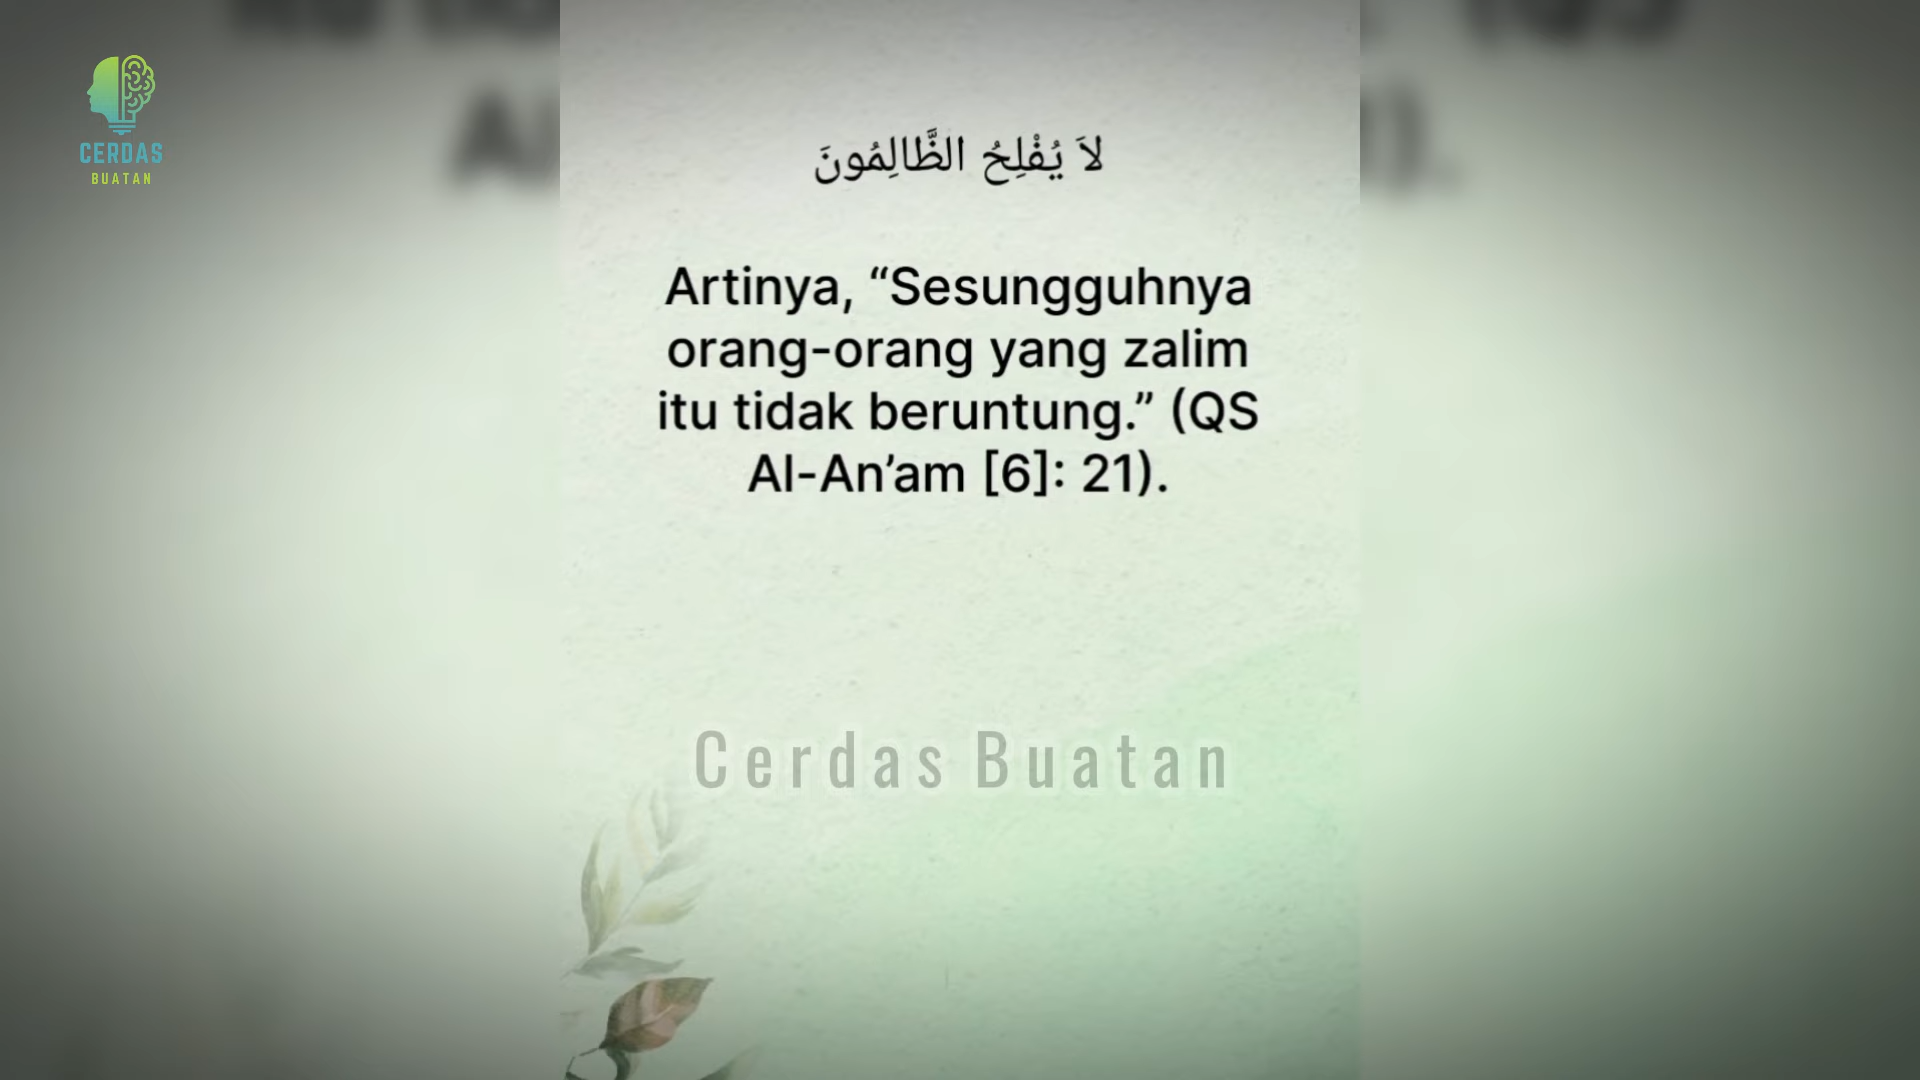 CERDAS
BUATAN
لاَ يُفْلِحُ الظَّالِمُونَ
Artinya, “Sesungguhnya
orang-orang yang zalim
itu tidak beruntung.” (QS
Al-An’am [6]: 21).
Cerdas Buatan